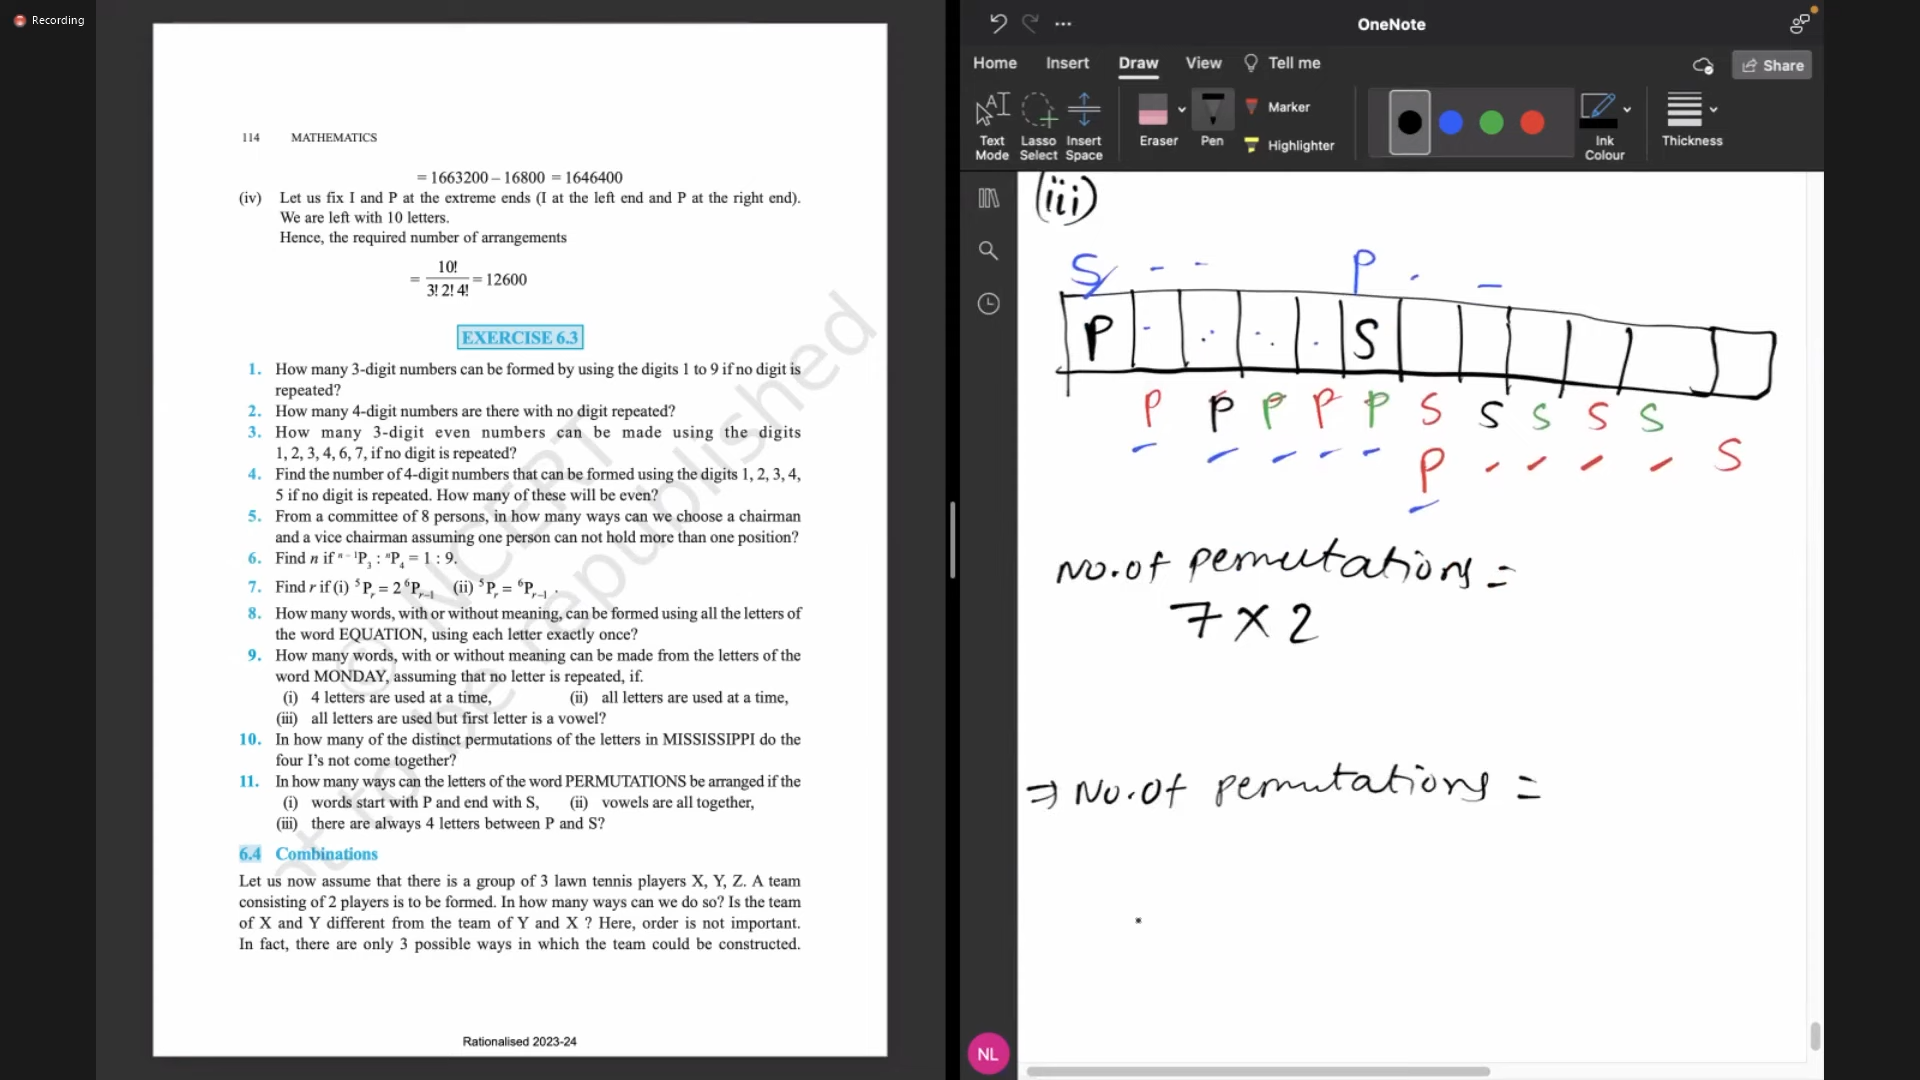 Recording
114 MATHEMATICS
= 1663200 – 16800 = 1646400
(iv) Let us fix I and P at the extreme ends (I at the left end and P at the right end).
We are left with 10 letters.
Hence, the required number of arrangements
= 10! / 3! 2! 4! = 12600
EXERCISE 6.3
1. How many 3-digit numbers can be formed by using the digits 1 to 9 if no digit is
repeated?
2. How many 4-digit numbers are there with no digit repeated?
3. How many 3-digit even numbers can be made using the digits
1, 2, 3, 4, 6, 7, if no digit is repeated?
4. Find the number of 4-digit numbers that can be formed using the digits 1, 2, 3, 4,
5 if no digit is repeated. How many of these will be even?
5. From a committee of 8 persons, in how many ways can we choose a chairman
and a vice chairman assuming one person can not hold more than one position?
6. Find n if ⁿ⁻¹P₃ : ⁿP₄ = 1 : 9.
7. Find r if (i) ⁵Pᵣ = 2 ⁶Pᵣ₋₁ (ii) ⁵Pᵣ = ⁶Pᵣ₋₁ .
8. How many words, with or without meaning, can be formed using all the letters of
the word EQUATION, using each letter exactly once?
9. How many words, with or without meaning can be made from the letters of the
word MONDAY, assuming that no letter is repeated, if.
(i) 4 letters are used at a time, (ii) all letters are used at a time,
(iii) all letters are used but first letter is a vowel?
10. In how many of the distinct permutations of the letters in MISSISSIPPI do the
four I’s not come together?
11. In how many ways can the letters of the word PERMUTATIONS be arranged if the
(i) words start with P and end with S, (ii) vowels are all together,
(iii) there are always 4 letters between P and S?
6.4 Combinations
Let us now assume that there is a group of 3 lawn tennis players X, Y, Z. A team
consisting of 2 players is to be formed. In how many ways can we do so? Is the team
of X and Y different from the team of Y and X ? Here, order is not important.
In fact, there are only 3 possible ways in which the team could be constructed.
Rationalised 2023-24
© NCERT
not to be republished
OneNote
Home Insert Draw View Tell me
Share
Text Mode
Lasso Select
Insert Space
Eraser
Pen
Marker
Highlighter
Ink Colour
Thickness
(iii)
S P
P S
P P P P P S S S S S
P S
No. of permutations =
7 × 2
⇒ No. of permutations =
NL